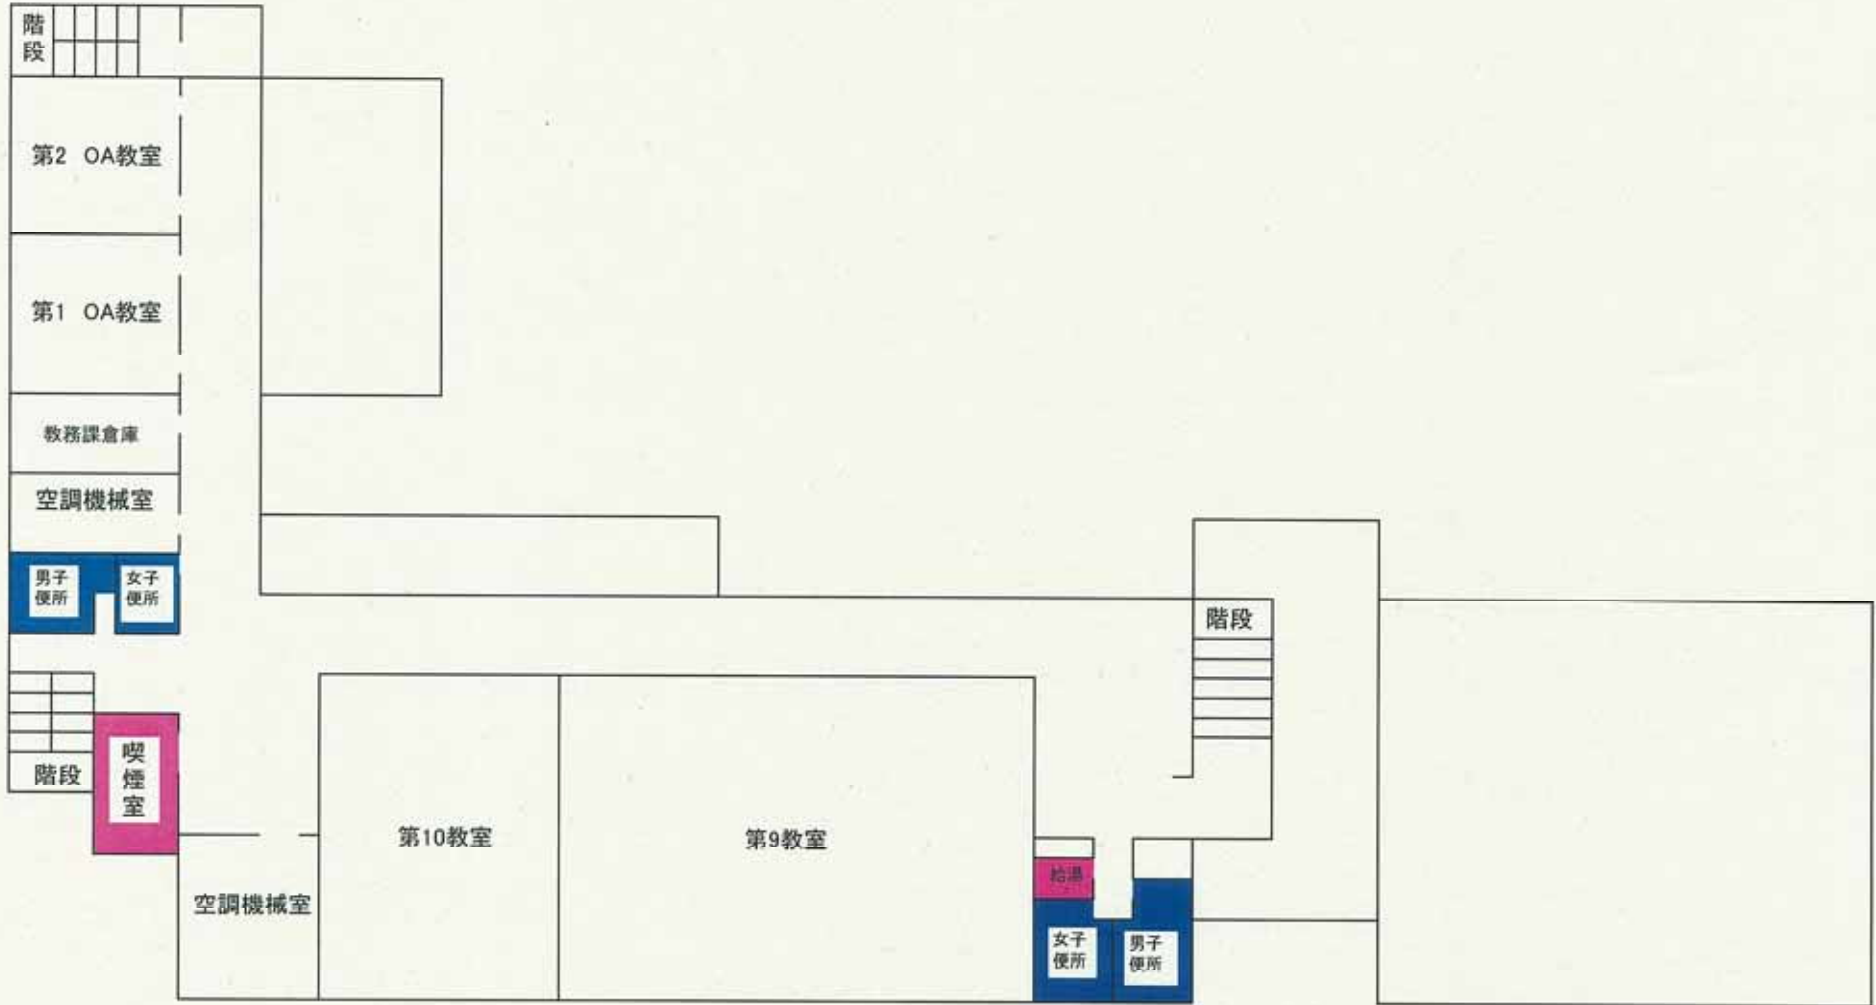 階
段
第2 OA教室
第1 OA教室
教務課倉庫
空調機械室
男子
便所
女子
便所
階段
喫
煙
室
階段
第10教室
第9教室
空調機械室
給湯
女子
便所
男子
便所